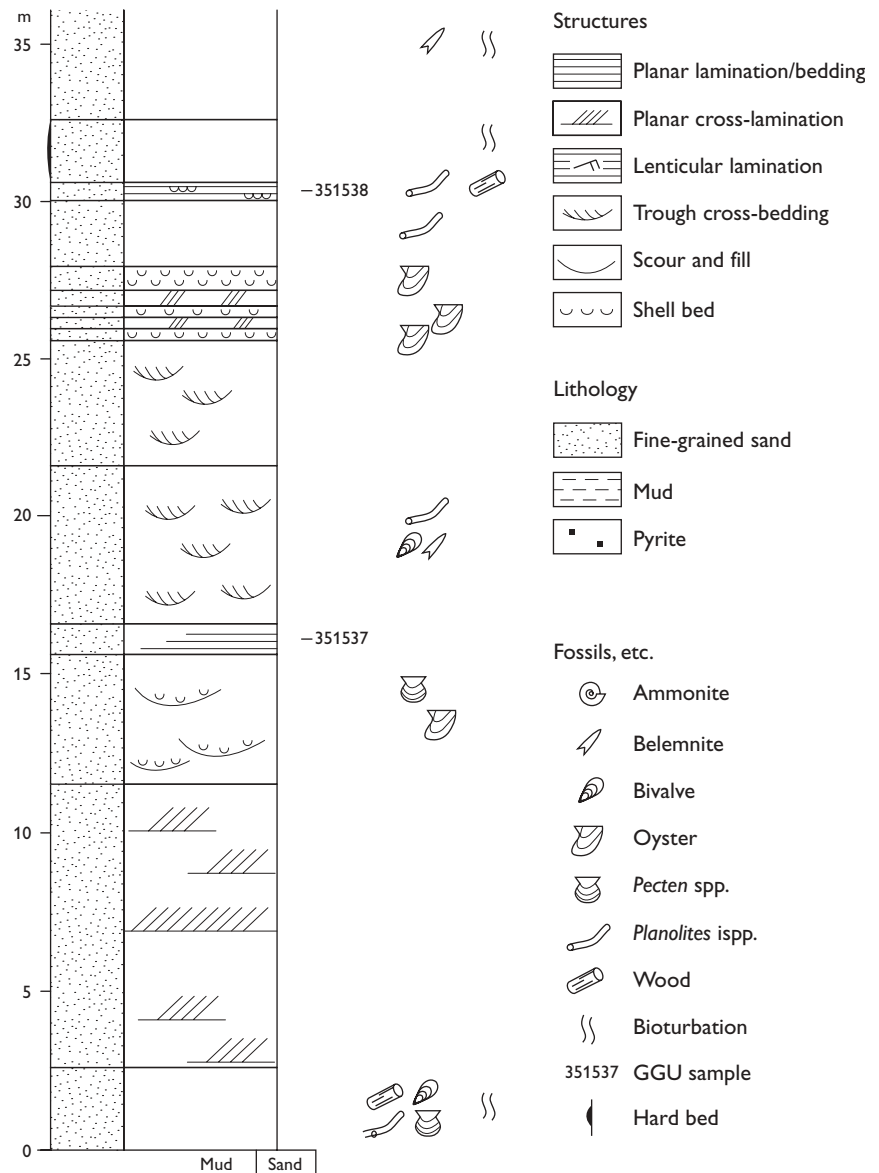 m
35
30
25
20
15
10
5
0
–351538
–351537
Mud
Sand
Structures
Planar lamination/bedding
Planar cross-lamination
Lenticular lamination
Trough cross-bedding
Scour and fill
Shell bed
Lithology
Fine-grained sand
Mud
Pyrite
Fossils, etc.
Ammonite
Belemnite
Bivalve
Oyster
Pecten spp.
Planolites ispp.
Wood
Bioturbation
351537 GGU sample
Hard bed